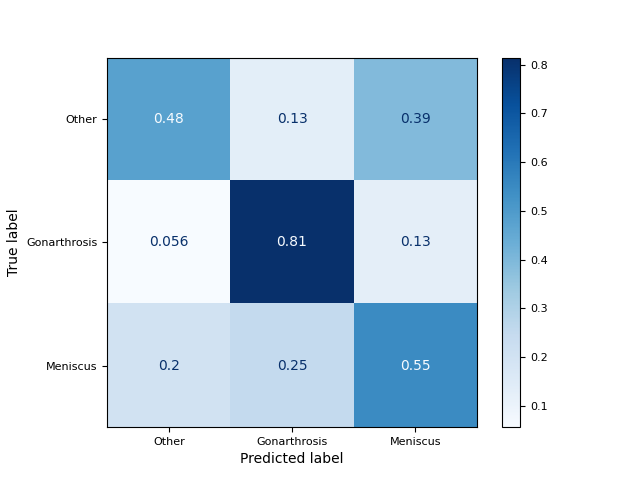 Other 0.48 0.13 0.39
Gonarthrosis 0.056 0.81 0.13
Meniscus 0.2 0.25 0.55
Other Gonarthrosis Meniscus
Predicted label
True label
0.8
0.7
0.6
0.5
0.4
0.3
0.2
0.1